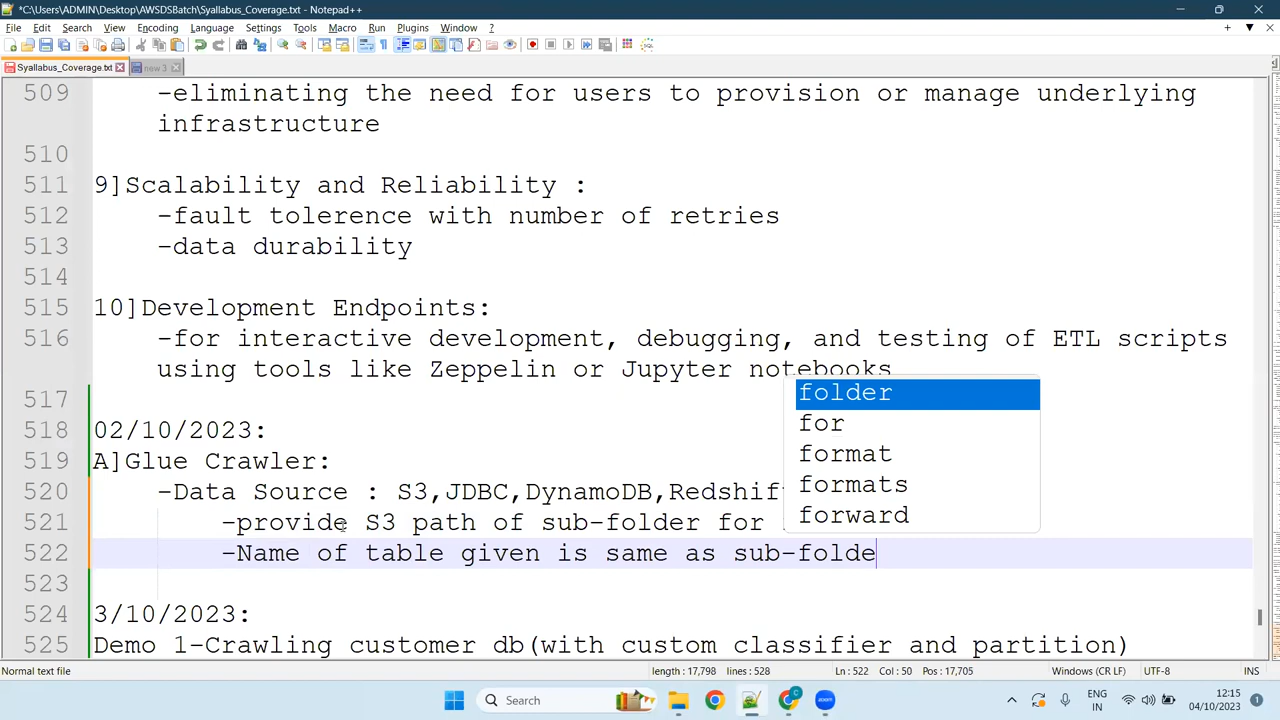 *C:\Users\ADMIN\Desktop\AWSDSBatch\Syallabus_Coverage.txt - Notepad++
File Edit Search View Encoding Language Settings Tools Macro Run Plugins Window ?
Syallabus_Coverage.txt new 3
509 -eliminating the need for users to provision or manage underlying
infrastructure
510
511 9]Scalability and Reliability :
512 -fault tolerence with number of retries
513 -data durability
514
515 10]Development Endpoints:
516 -for interactive development, debugging, and testing of ETL scripts
using tools like Zeppelin or Jupyter notebooks
517
518 02/10/2023:
519 A]Glue Crawler:
520 -Data Source : S3,JDBC,DynamoDB,Redshif
521 -provide S3 path of sub-folder for
522 -Name of table given is same as sub-folde
523
524 3/10/2023:
525 Demo 1-Crawling customer db(with custom classifier and partition)
folder
for
format
formats
forward
Normal text file length : 17,798 lines : 528 Ln : 522 Col : 50 Pos : 17,705 Windows (CR LF) UTF-8 INS
Search
ENG
IN
12:15
04/10/2023